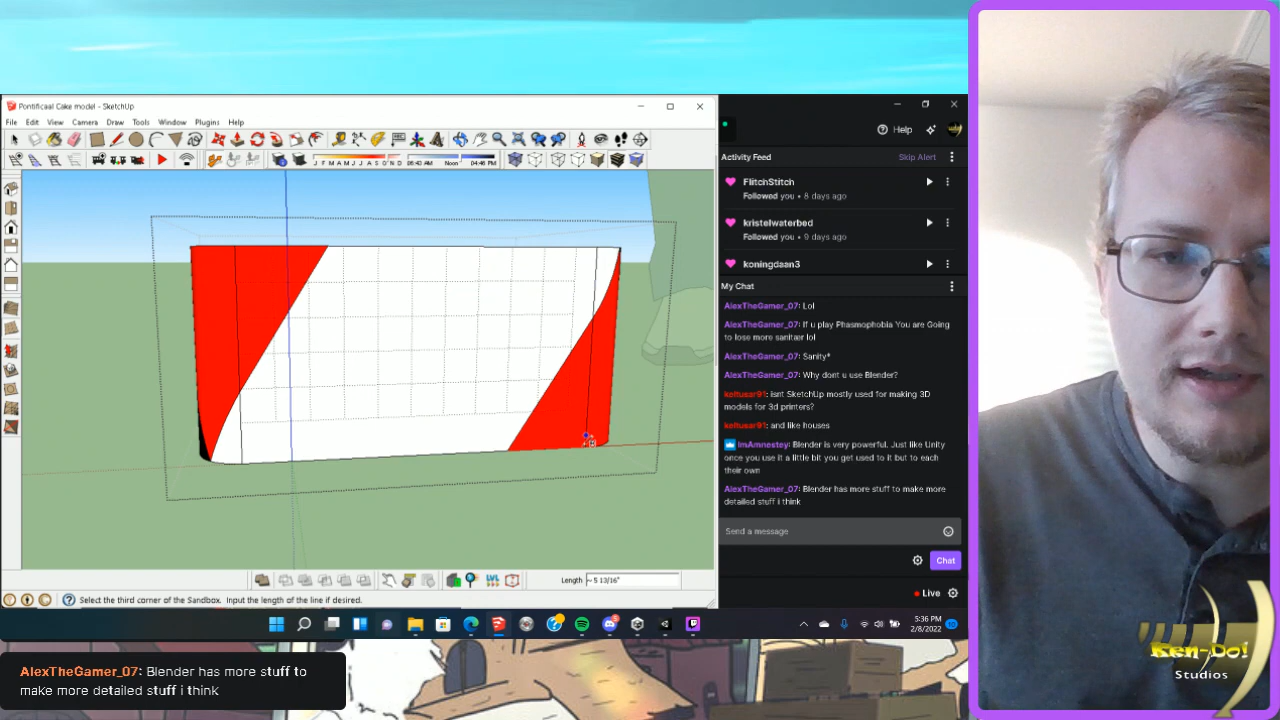 Pontificaal Cake model - SketchUp
File Edit View Camera Draw Tools Window Plugins Help
J F M A M J J A S O N D 06:43 AM Noon 04:46 PM
Help
Activity Feed
Skip Alert
FlitchStitch
Followed you • 8 days ago
kristelwaterbed
Followed you • 9 days ago
koningdaan3
My Chat
AlexTheGamer_07: Lol
AlexTheGamer_07: If u play Phasmophobia You are Going
to lose more sanitær lol
AlexTheGamer_07: Sanity*
AlexTheGamer_07: Why dont u use Blender?
keltusar91: isnt SketchUp mostly used for making 3D
models for 3d printers?
keltusar91: and like houses
ImAmnestey: Blender is very powerful. Just like Unity
once you use it a little bit you get used to it but to each
their own
AlexTheGamer_07: Blender has more stuff to make more
detailed stuff i think
Send a message
Chat
Live
Length ~ 5 13/16"
Select the third corner of the Sandbox. Input the length of the line if desired.
5:36 PM
2/8/2022
AlexTheGamer_07: Blender has more stuff to
make more detailed stuff i think
Ken-Do!
Studios